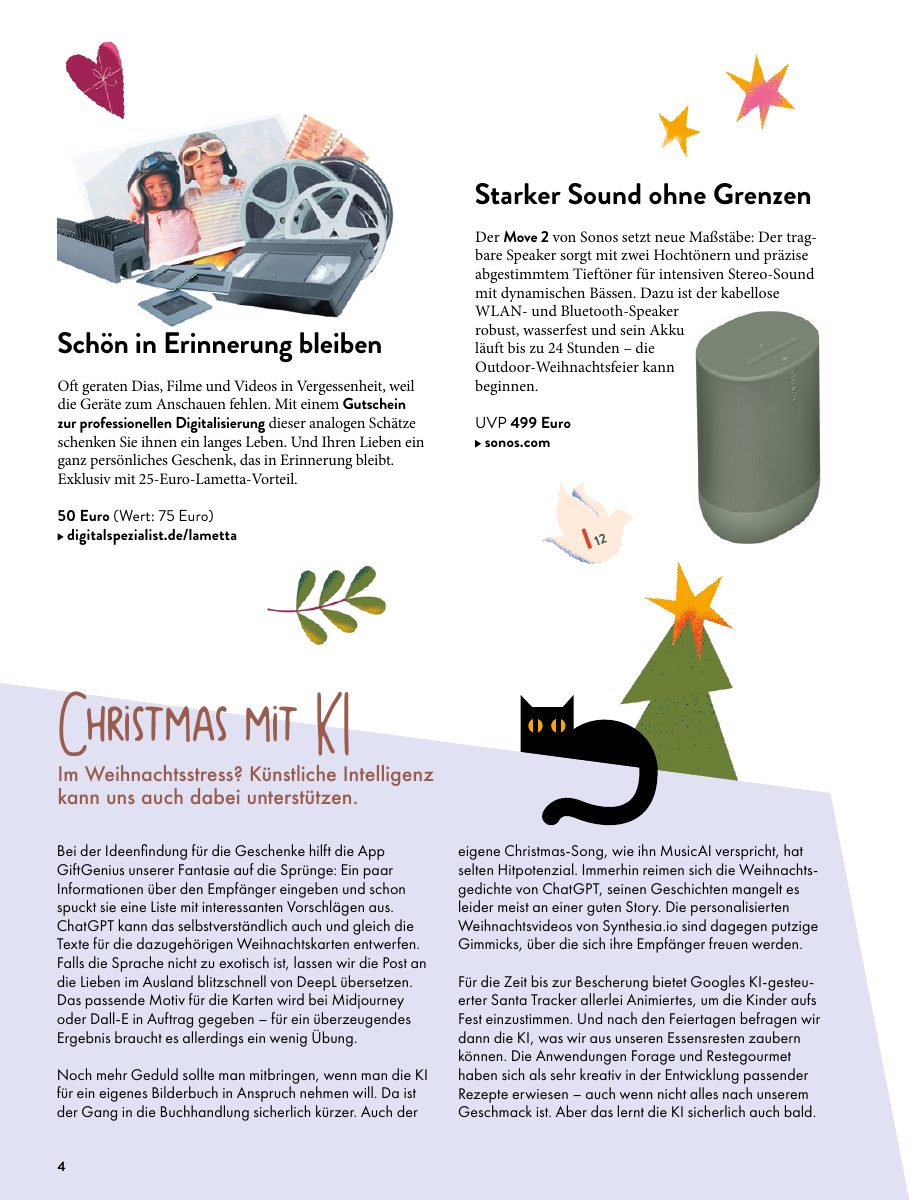 Schön in Erinnerung bleiben
Oft geraten Dias, Filme und Videos in Vergessenheit, weil
die Geräte zum Anschauen fehlen. Mit einem Gutschein
zur professionellen Digitalisierung dieser analogen Schätze
schenken Sie ihnen ein langes Leben. Und Ihren Lieben ein
ganz persönliches Geschenk, das in Erinnerung bleibt.
Exklusiv mit 25-Euro-Lametta-Vorteil.
50 Euro (Wert: 75 Euro)
▸ digitalspezialist.de/lametta
Starker Sound ohne Grenzen
Der Move 2 von Sonos setzt neue Maßstäbe: Der trag-
bare Speaker sorgt mit zwei Hochtönern und präzise
abgestimmtem Tieftöner für intensiven Stereo-Sound
mit dynamischen Bässen. Dazu ist der kabellose
WLAN- und Bluetooth-Speaker
robust, wasserfest und sein Akku
läuft bis zu 24 Stunden – die
Outdoor-Weihnachtsfeier kann
beginnen.
UVP 499 Euro
▸ sonos.com
SONOS
12
Christmas mit KI
Im Weihnachtsstress? Künstliche Intelligenz
kann uns auch dabei unterstützen.
Bei der Ideenfindung für die Geschenke hilft die App
GiftGenius unserer Fantasie auf die Sprünge: Ein paar
Informationen über den Empfänger eingeben und schon
spuckt sie eine Liste mit interessanten Vorschlägen aus.
ChatGPT kann das selbstverständlich auch und gleich die
Texte für die dazugehörigen Weihnachtskarten entwerfen.
Falls die Sprache nicht zu exotisch ist, lassen wir die Post an
die Lieben im Ausland blitzschnell von DeepL übersetzen.
Das passende Motiv für die Karten wird bei Midjourney
oder Dall-E in Auftrag gegeben – für ein überzeugendes
Ergebnis braucht es allerdings ein wenig Übung.
Noch mehr Geduld sollte man mitbringen, wenn man die KI
für ein eigenes Bilderbuch in Anspruch nehmen will. Da ist
der Gang in die Buchhandlung sicherlich kürzer. Auch der
eigene Christmas-Song, wie ihn MusicAI verspricht, hat
selten Hitpotenzial. Immerhin reimen sich die Weihnachts-
gedichte von ChatGPT, seinen Geschichten mangelt es
leider meist an einer guten Story. Die personalisierten
Weihnachtsvideos von Synthesia.io sind dagegen putzige
Gimmicks, über die sich ihre Empfänger freuen werden.
Für die Zeit bis zur Bescherung bietet Googles KI-gesteu-
erter Santa Tracker allerlei Animiertes, um die Kinder aufs
Fest einzustimmen. Und nach den Feiertagen befragen wir
dann die KI, was wir aus unseren Essensresten zaubern
können. Die Anwendungen Forage und Restegourmet
haben sich als sehr kreativ in der Entwicklung passender
Rezepte erwiesen – auch wenn nicht alles nach unserem
Geschmack ist. Aber das lernt die KI sicherlich auch bald.
4